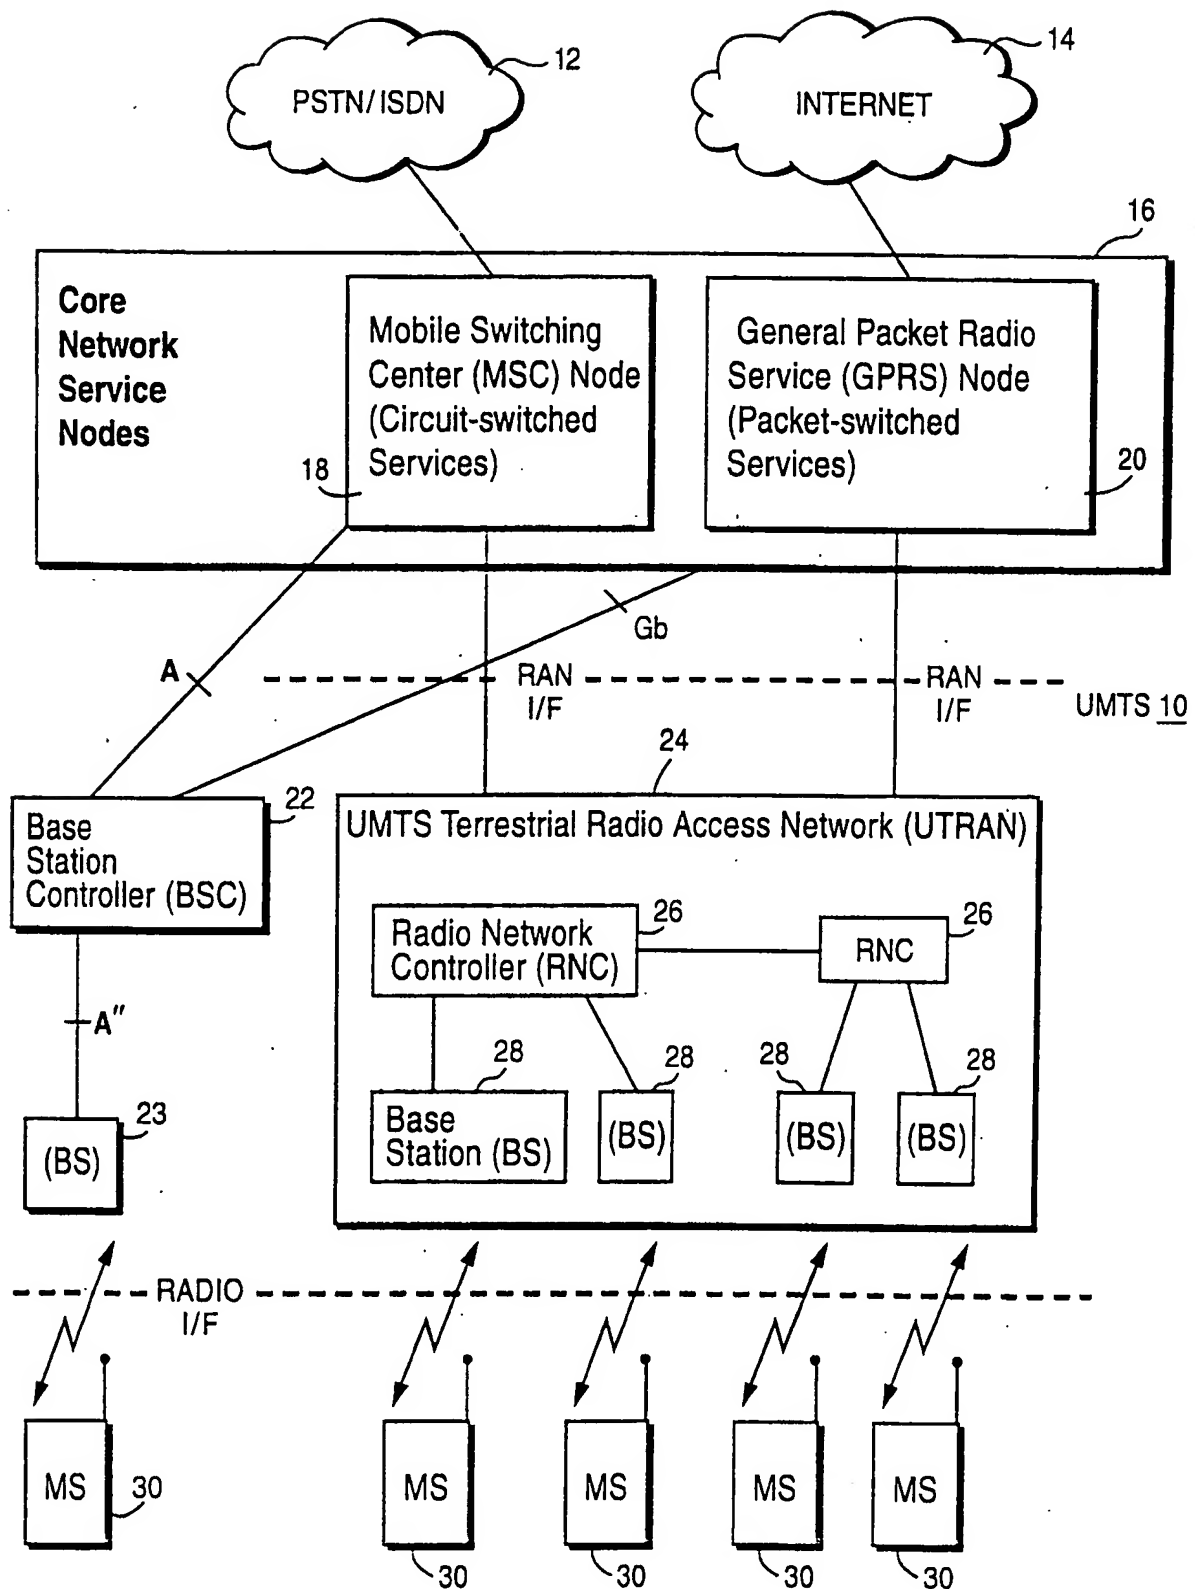 12
14
PSTN/ISDN
INTERNET
16
Core
Network
Service
Nodes
Mobile Switching
Center (MSC) Node
(Circuit-switched
Services)
18
General Packet Radio
Service (GPRS) Node
(Packet-switched
Services)
20
Gb
A
RAN
I/F
RAN
I/F
UMTS 10
24
22
Base
Station
Controller (BSC)
UMTS Terrestrial Radio Access Network (UTRAN)
26
26
Radio Network
Controller (RNC)
RNC
A"
28
28
28
28
23
(BS)
Base
Station (BS)
(BS)
(BS)
(BS)
RADIO
I/F
MS
30
MS
MS
MS
MS
30
30
30
30